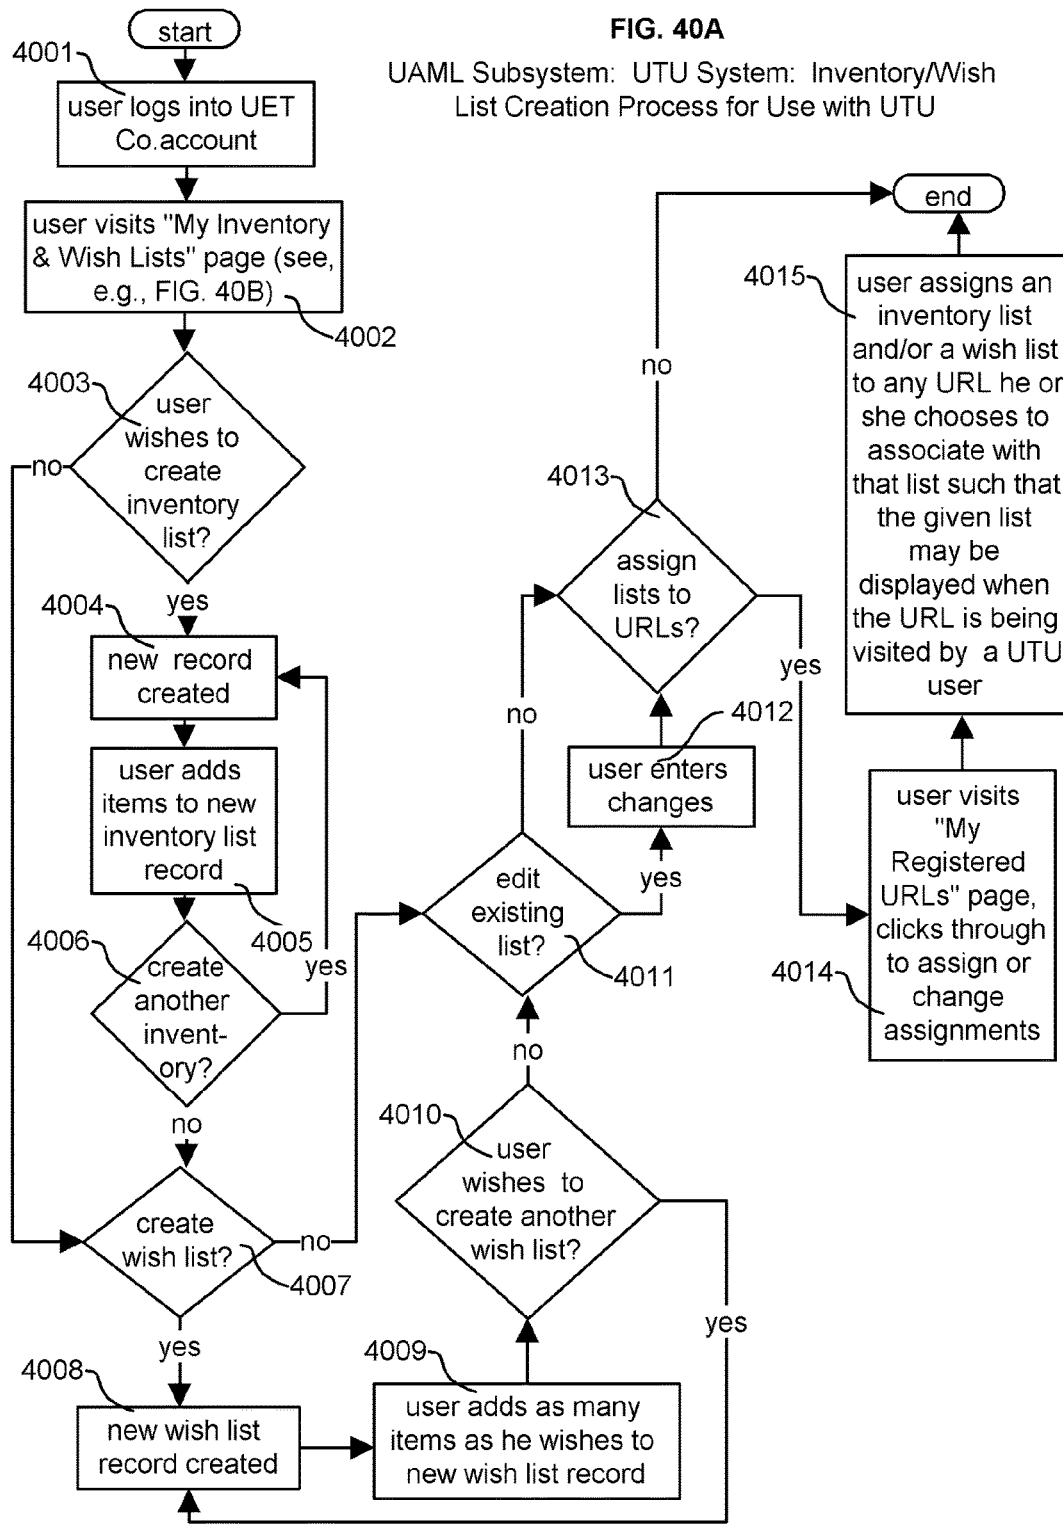 FIG. 40A
UAML Subsystem: UTU System: Inventory/Wish
List Creation Process for Use with UTU
start
4001
user logs into UET
Co.account
user visits "My Inventory
& Wish Lists" page (see,
e.g., FIG. 40B)
4002
4003
user
wishes to
create
inventory
list?
no
yes
4004
new record
created
user adds
items to new
inventory list
record
4005
4006
create
another
invent-
ory?
yes
no
create
wish list?
no
4007
yes
4008
new wish list
record created
4009
user adds as many
items as he wishes to
new wish list record
4010
user
wishes to
create another
wish list?
yes
no
edit
existing
list?
4011
no
yes
user enters
changes
4012
4013
assign
lists to
URLs?
no
yes
user visits
"My
Registered
URLs" page,
clicks through
to assign or
change
assignments
4014
4015
user assigns an
inventory list
and/or a wish list
to any URL he or
she chooses to
associate with
that list such that
the given list
may be
displayed when
the URL is being
visited by a UTU
user
end